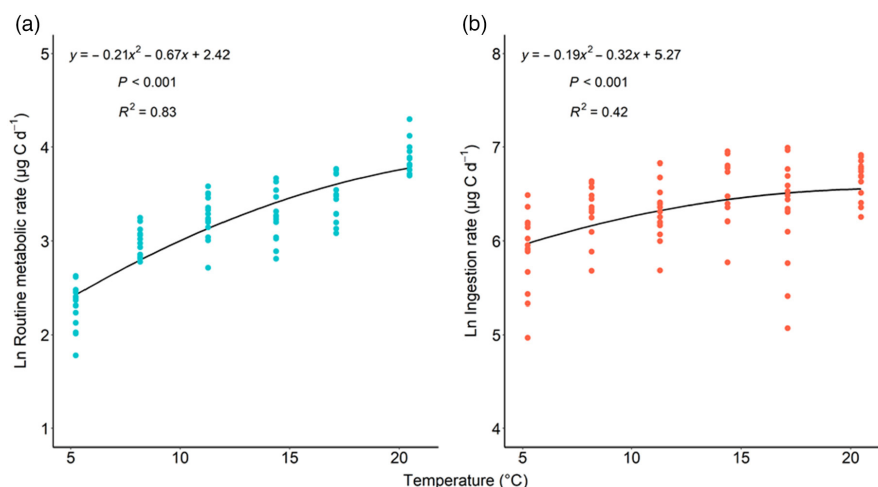 (a)
y = − 0.21x² − 0.67x + 2.42
P < 0.001
R² = 0.83
Ln Routine metabolic rate (µg C d⁻¹)
5
4
3
2
1
5 10 15 20
(b)
y = − 0.19x² − 0.32x + 5.27
P < 0.001
R² = 0.42
Ln Ingestion rate (µg C d⁻¹)
8
7
6
5
4
5 10 15 20
Temperature (°C)